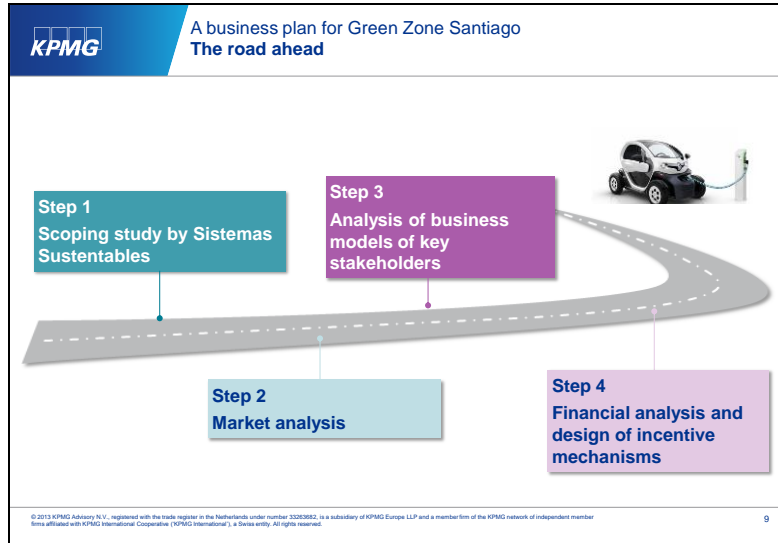 KPMG
A business plan for Green Zone Santiago
The road ahead
Step 1
Scoping study by Sistemas
Sustentables
Step 3
Analysis of business
models of key
stakeholders
Step 2
Market analysis
Step 4
Financial analysis and
design of incentive
mechanisms
© 2013 KPMG Advisory N.V., registered with the trade register in the Netherlands under number 33263682, is a subsidiary of KPMG Europe LLP and a member firm of the KPMG network of independent member
firms affiliated with KPMG International Cooperative ('KPMG International'), a Swiss entity. All rights reserved.
9